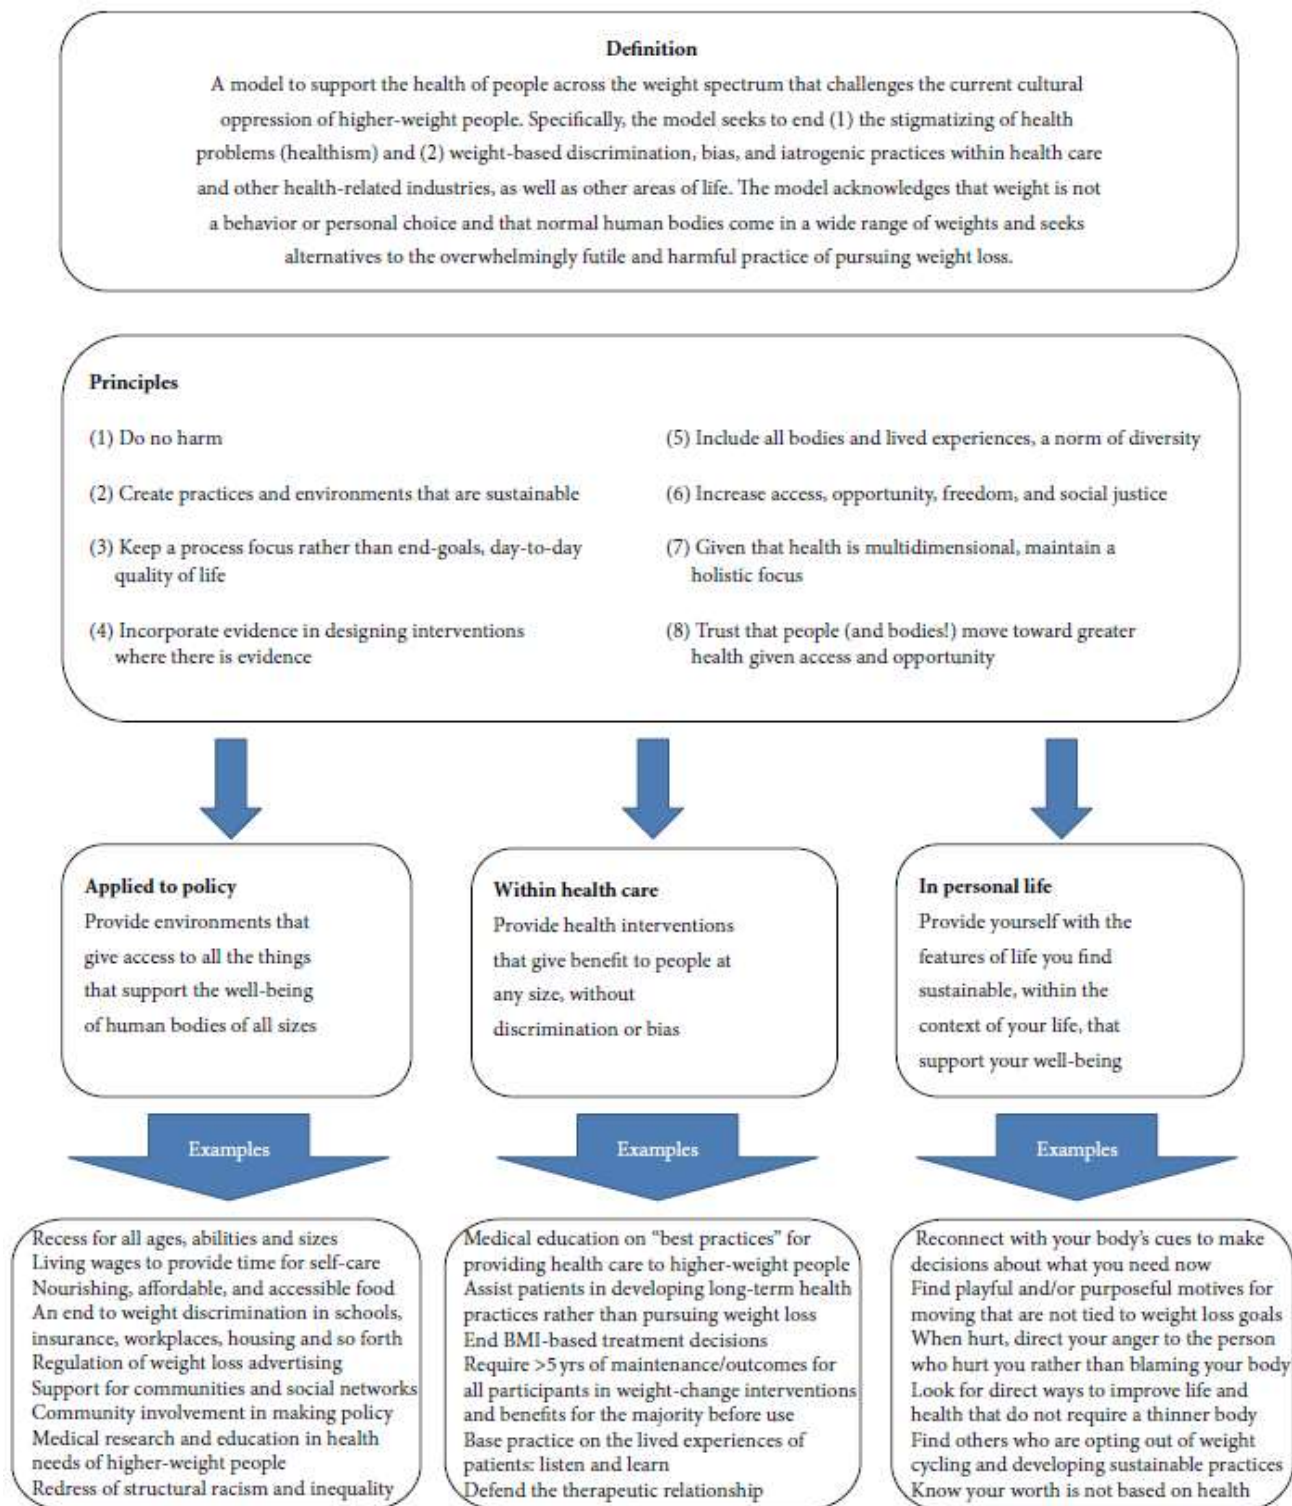 Definition
A model to support the health of people across the weight spectrum that challenges the current cultural
oppression of higher-weight people. Specifically, the model seeks to end (1) the stigmatizing of health
problems (healthism) and (2) weight-based discrimination, bias, and iatrogenic practices within health care
and other health-related industries, as well as other areas of life. The model acknowledges that weight is not
a behavior or personal choice and that normal human bodies come in a wide range of weights and seeks
alternatives to the overwhelmingly futile and harmful practice of pursuing weight loss.
Principles
(1) Do no harm
(2) Create practices and environments that are sustainable
(3) Keep a process focus rather than end-goals, day-to-day
quality of life
(4) Incorporate evidence in designing interventions
where there is evidence
(5) Include all bodies and lived experiences, a norm of diversity
(6) Increase access, opportunity, freedom, and social justice
(7) Given that health is multidimensional, maintain a
holistic focus
(8) Trust that people (and bodies!) move toward greater
health given access and opportunity
Applied to policy
Provide environments that
give access to all the things
that support the well-being
of human bodies of all sizes
Within health care
Provide health interventions
that give benefit to people at
any size, without
discrimination or bias
In personal life
Provide yourself with the
features of life you find
sustainable, within the
context of your life, that
support your well-being
Examples
Examples
Examples
Recess for all ages, abilities and sizes
Living wages to provide time for self-care
Nourishing, affordable, and accessible food
An end to weight discrimination in schools,
insurance, workplaces, housing and so forth
Regulation of weight loss advertising
Support for communities and social networks
Community involvement in making policy
Medical research and education in health
needs of higher-weight people
Redress of structural racism and inequality
Medical education on “best practices” for
providing health care to higher-weight people
Assist patients in developing long-term health
practices rather than pursuing weight loss
End BMI-based treatment decisions
Require >5 yrs of maintenance/outcomes for
all participants in weight-change interventions
and benefits for the majority before use
Base practice on the lived experiences of
patients: listen and learn
Defend the therapeutic relationship
Reconnect with your body’s cues to make
decisions about what you need now
Find playful and/or purposeful motives for
moving that are not tied to weight loss goals
When hurt, direct your anger to the person
who hurt you rather than blaming your body
Look for direct ways to improve life and
health that do not require a thinner body
Find others who are opting out of weight
cycling and developing sustainable practices
Know your worth is not based on health